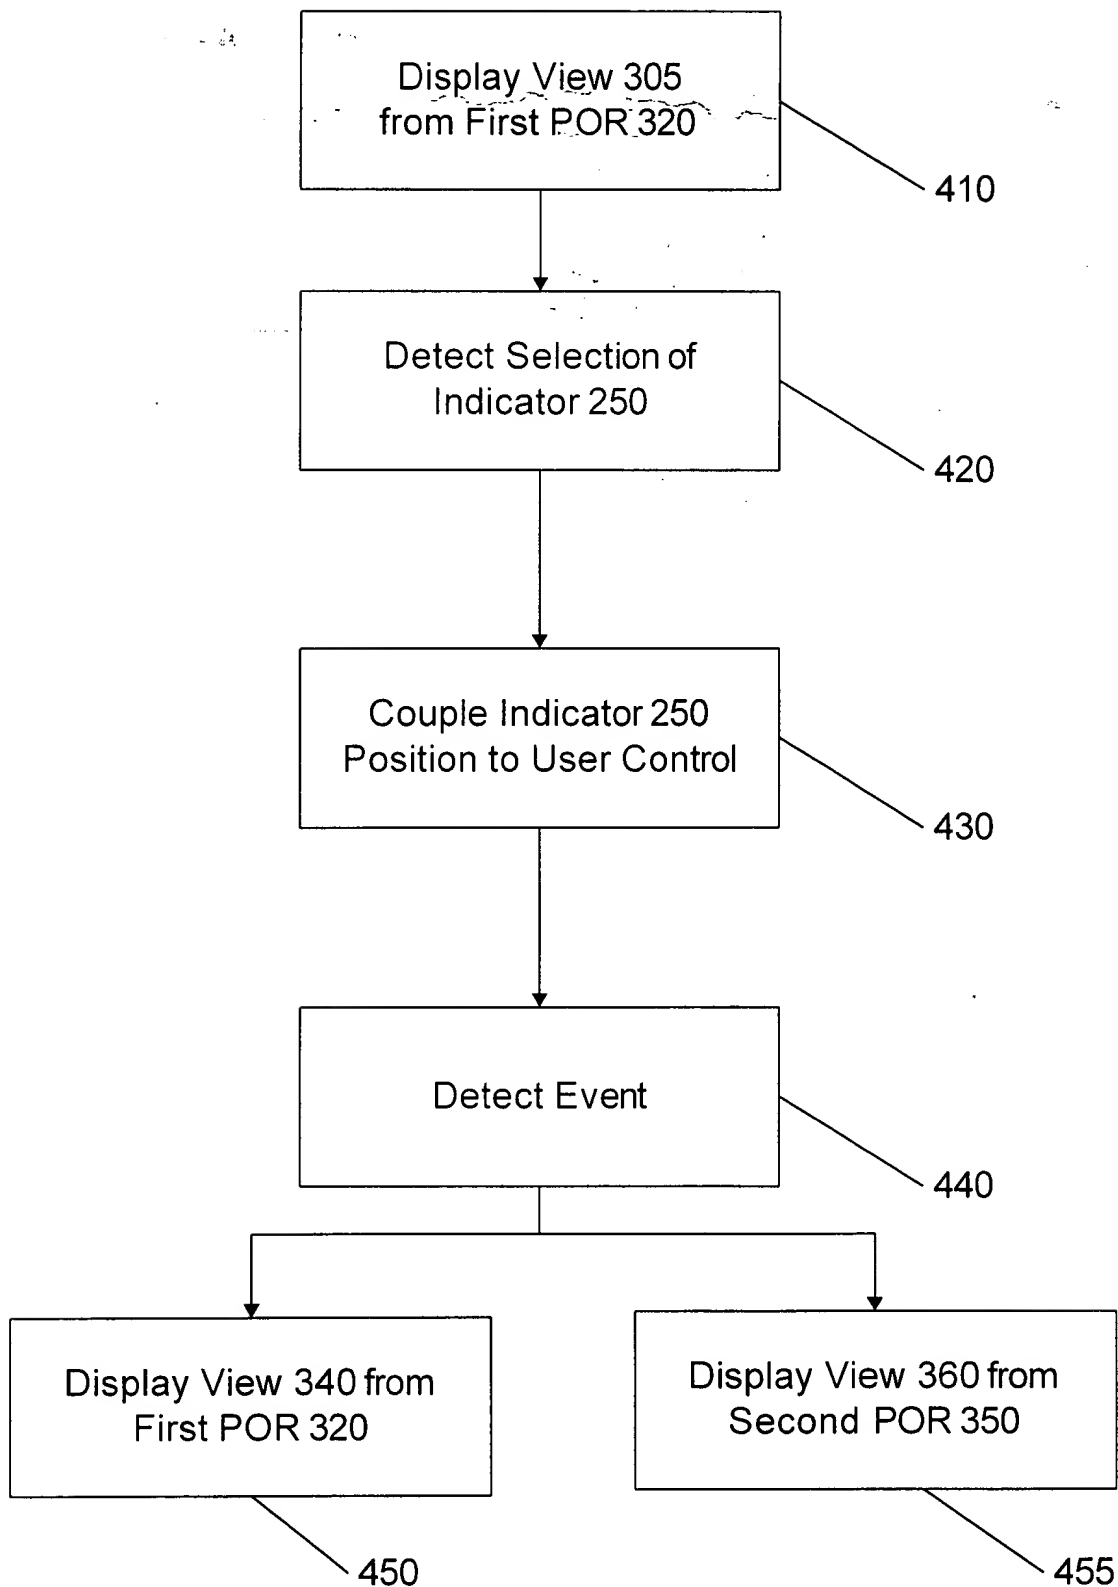 Display View 305
from First POR 320
410
Detect Selection of
Indicator 250
420
Couple Indicator 250
Position to User Control
430
Detect Event
440
Display View 340 from
First POR 320
450
Display View 360 from
Second POR 350
455